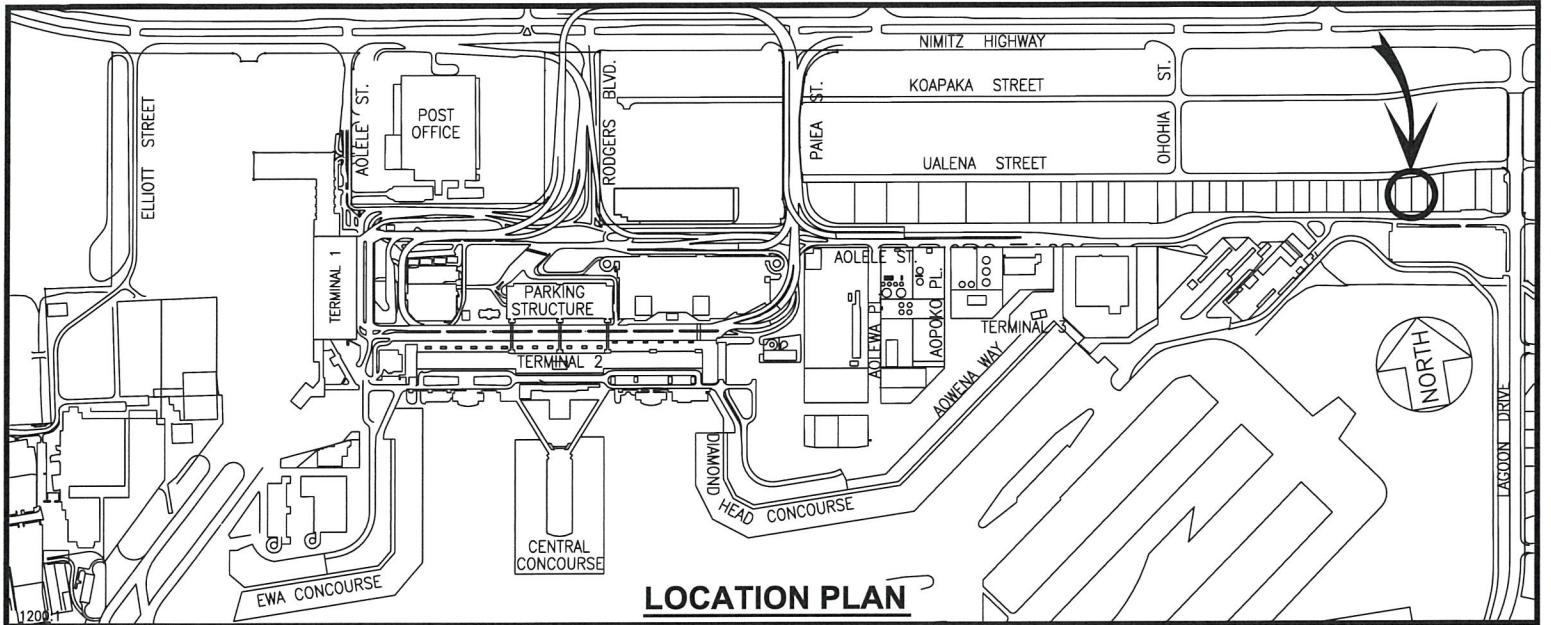 NIMITZ HIGHWAY
KOAPAKA STREET
UALENA STREET
ELLIOTT STREET
AOLELE ST.
POST
OFFICE
RODGERS BLVD.
PAIEA ST.
OHOHIA ST.
TERMINAL 1
PARKING
STRUCTURE
TERMINAL 2
AOLELE ST.
AOLEWA PL.
AOPOKO PL.
TERMINAL 3
AOWENA WAY
NORTH
LAGOON DRIVE
DIAMOND
HEAD CONCOURSE
CENTRAL
CONCOURSE
EWA CONCOURSE
LOCATION PLAN
1200:1